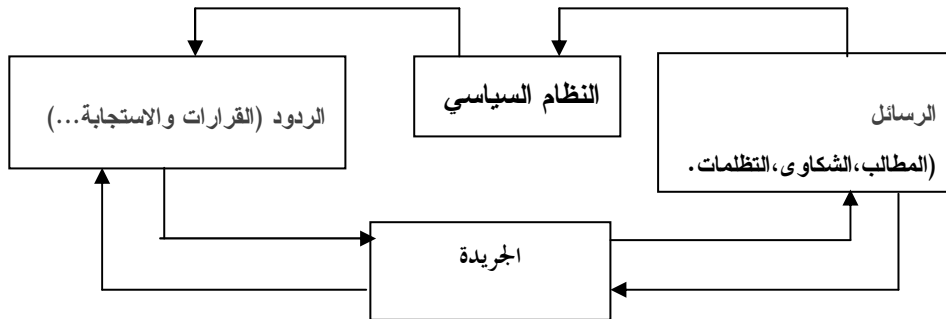 النظام السياسي
الردود (القرارات والاستجابة...)
الرسائل
(المطالب،الشكاوى،التظلمات.
الجريدة